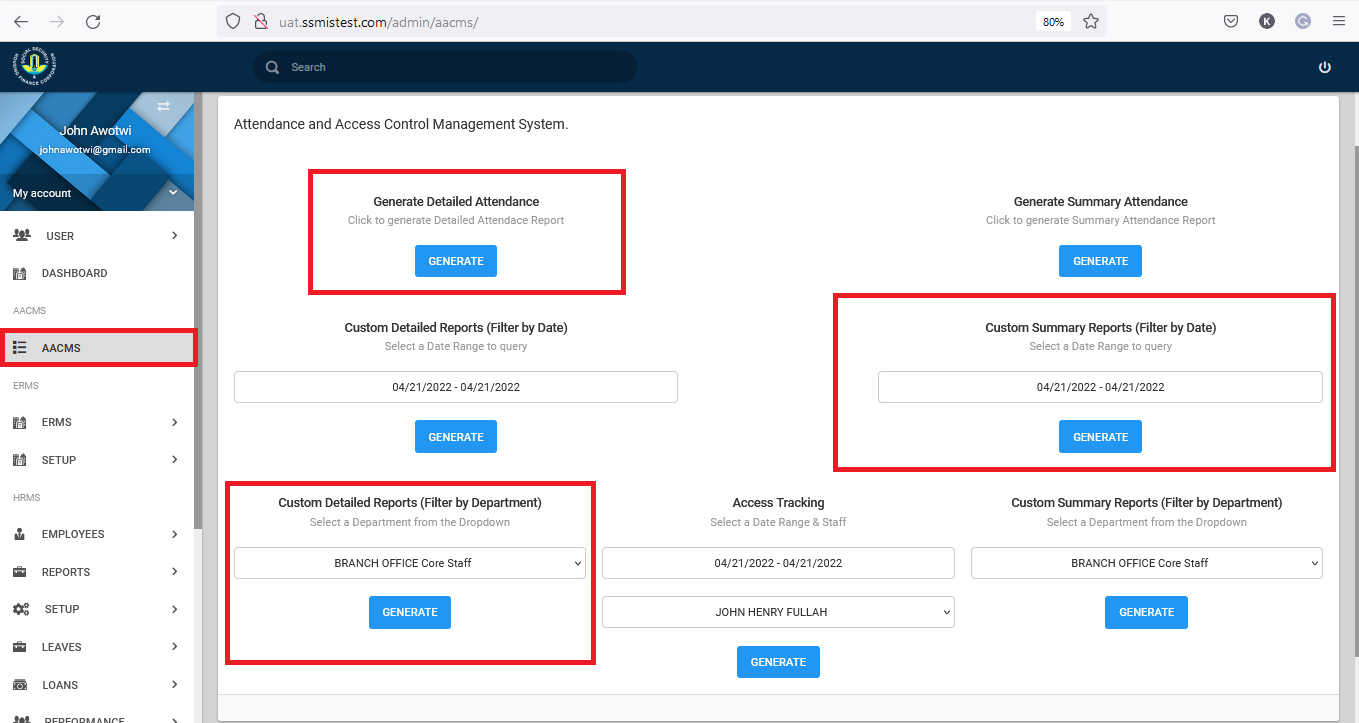 uat.ssmistest.com/admin/aacms/
80%
K
G
SOCIAL SECURITY
HOUSING FINANCE CORPORATION
Search
John Awotwi
johnawotwi@gmail.com
My account
USER
DASHBOARD
AACMS
AACMS
ERMS
ERMS
SETUP
HRMS
EMPLOYEES
REPORTS
SETUP
LEAVES
LOANS
PERFORMANCE
Attendance and Access Control Management System.
Generate Detailed Attendance
Click to generate Detailed Attendace Report
GENERATE
Generate Summary Attendance
Click to generate Summary Attendance Report
GENERATE
Custom Detailed Reports (Filter by Date)
Select a Date Range to query
04/21/2022 - 04/21/2022
GENERATE
Custom Summary Reports (Filter by Date)
Select a Date Range to query
04/21/2022 - 04/21/2022
GENERATE
Custom Detailed Reports (Filter by Department)
Select a Department from the Dropdown
BRANCH OFFICE Core Staff
GENERATE
Access Tracking
Select a Date Range & Staff
04/21/2022 - 04/21/2022
JOHN HENRY FULLAH
GENERATE
Custom Summary Reports (Filter by Department)
Select a Department from the Dropdown
BRANCH OFFICE Core Staff
GENERATE